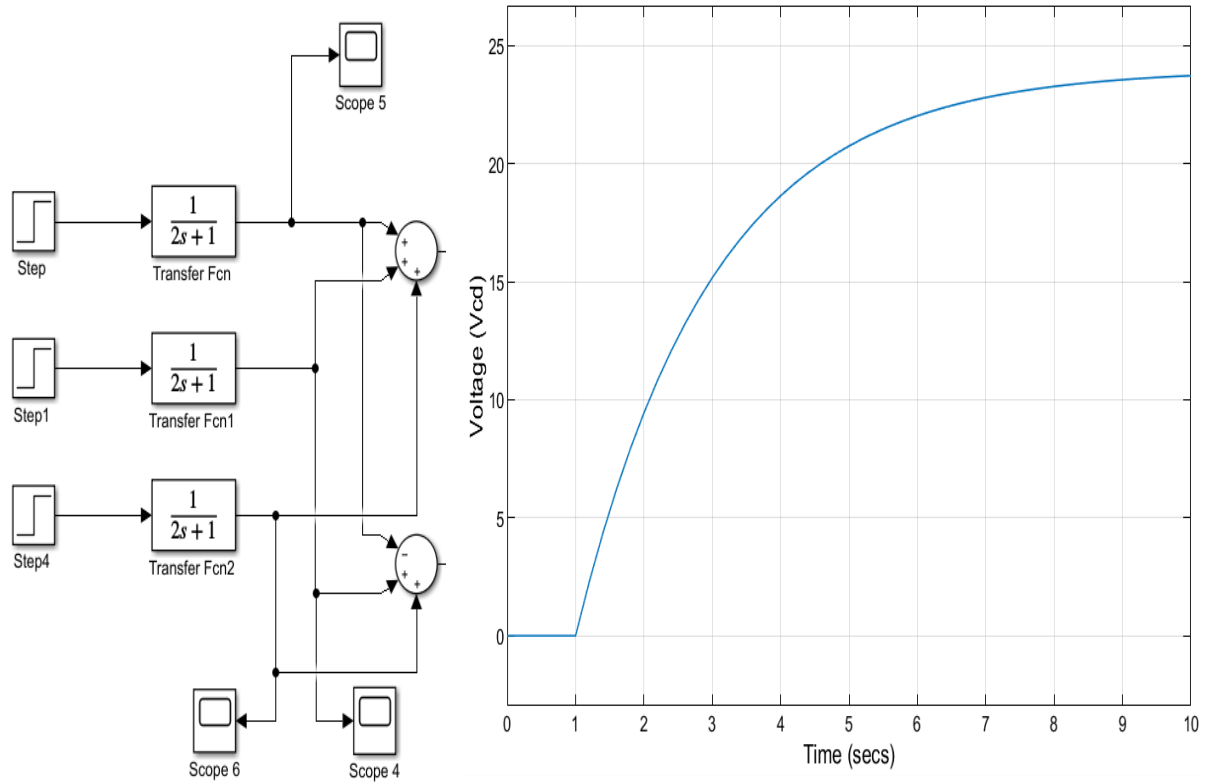 Scope 5
Step
1
2s+1
Transfer Fcn
+
+
+
Step1
1
2s+1
Transfer Fcn1
Step4
1
2s+1
Transfer Fcn2
−
+
+
Scope 6
Scope 4
Voltage (Vcd)
25
20
15
10
5
0
0 1 2 3 4 5 6 7 8 9 10
Time (secs)